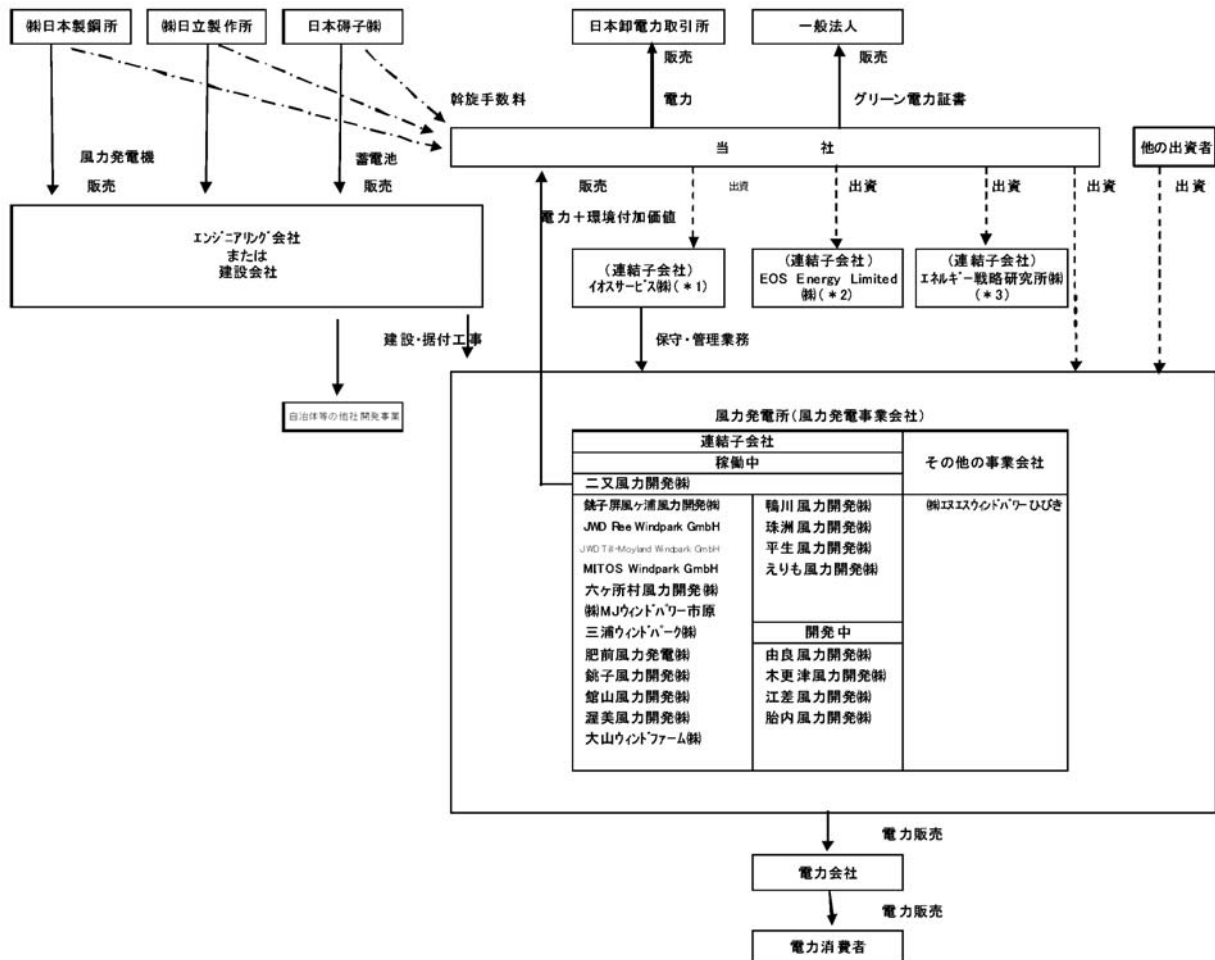 ㈱日本製鋼所
㈱日立製作所
日本碍子㈱
日本卸電力取引所
一般法人
販売
販売
斡旋手数料
電力
グリーン電力証書
当 社
他の出資者
風力発電機
蓄電池
販売
販売
販売
出資
出資
出資
出資
出資
電力＋環境付加価値
エンジニアリング会社
または
建設会社
(連結子会社)
イオスサービス㈱(＊1)
(連結子会社)
EOS Energy Limited
㈱(＊2)
(連結子会社)
エネルギー戦略研究所㈱
(＊3)
建設・据付工事
保守・管理業務
自治体等の他社開発事業
風力発電所(風力発電事業会社)
連結子会社
稼働中
その他の事業会社
二又風力開発㈱
銚子屏風ヶ浦風力開発㈱
JWD Ree Windpark GmbH
JWD Till-Moyland Windpark GmbH
MITOS Windpark GmbH
六ヶ所村風力開発㈱
㈱MJウィンドパワー市原
三浦ウィンドパーク㈱
肥前風力発電㈱
銚子風力開発㈱
館山風力開発㈱
渥美風力開発㈱
大山ウィンドファーム㈱
鴨川風力開発㈱
珠洲風力開発㈱
平生風力開発㈱
えりも風力開発㈱
開発中
由良風力開発㈱
木更津風力開発㈱
江差風力開発㈱
胎内風力開発㈱
㈱エヌエスウィンドパワーひびき
電力販売
電力会社
電力販売
電力消費者